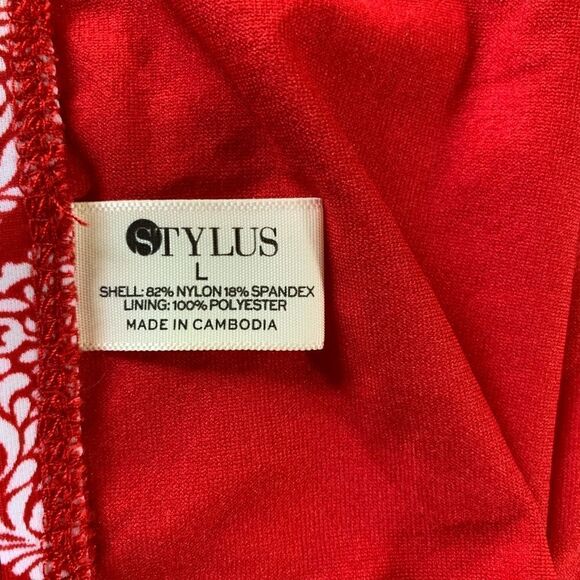 STYLUS
L
SHELL: 82% NYLON 18% SPANDEX
LINING: 100% POLYESTER
MADE IN CAMBODIA